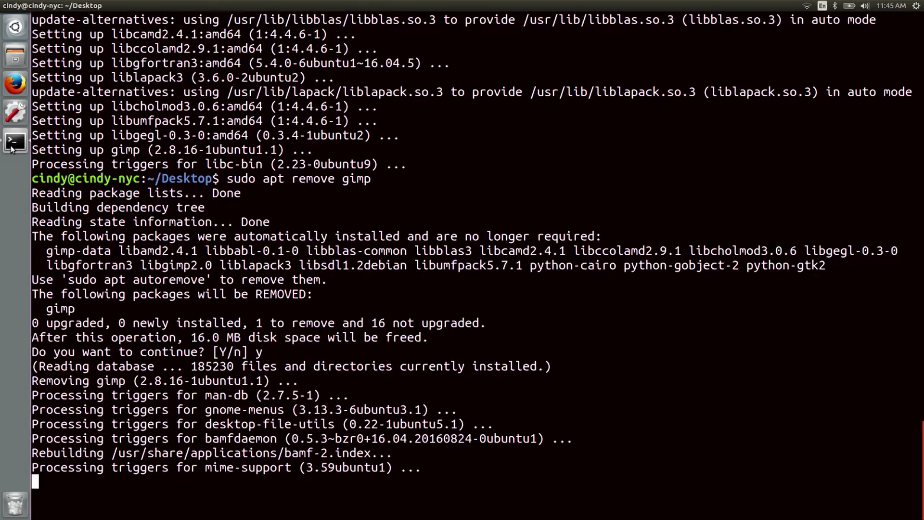 cindy@cindy-nyc: ~/Desktop
En
11:45 AM
update-alternatives: using /usr/lib/libblas/libblas.so.3 to provide /usr/lib/libblas.so.3 (libblas.so.3) in auto mode
Setting up libcamd2.4.1:amd64 (1:4.4.6-1) ...
Setting up libccolamd2.9.1:amd64 (1:4.4.6-1) ...
Setting up libgfortran3:amd64 (5.4.0-6ubuntu1~16.04.5) ...
Setting up liblapack3 (3.6.0-2ubuntu2) ...
update-alternatives: using /usr/lib/lapack/liblapack.so.3 to provide /usr/lib/liblapack.so.3 (liblapack.so.3) in auto mode
Setting up libcholmod3.0.6:amd64 (1:4.4.6-1) ...
Setting up libumfpack5.7.1:amd64 (1:4.4.6-1) ...
Setting up libgegl-0.3-0:amd64 (0.3.4-1ubuntu2) ...
Setting up gimp (2.8.16-1ubuntu1.1) ...
Processing triggers for libc-bin (2.23-0ubuntu9) ...
cindy@cindy-nyc:~/Desktop$ sudo apt remove gimp
Reading package lists... Done
Building dependency tree
Reading state information... Done
The following packages were automatically installed and are no longer required:
gimp-data libamd2.4.1 libbabl-0.1-0 libblas-common libblas3 libcamd2.4.1 libccolamd2.9.1 libcholmod3.0.6 libgegl-0.3-0
libgfortran3 libgimp2.0 liblapack3 libsdl1.2debian libumfpack5.7.1 python-cairo python-gobject-2 python-gtk2
Use 'sudo apt autoremove' to remove them.
The following packages will be REMOVED:
gimp
0 upgraded, 0 newly installed, 1 to remove and 16 not upgraded.
After this operation, 16.0 MB disk space will be freed.
Do you want to continue? [Y/n] y
(Reading database ... 185230 files and directories currently installed.)
Removing gimp (2.8.16-1ubuntu1.1) ...
Processing triggers for man-db (2.7.5-1) ...
Processing triggers for gnome-menus (3.13.3-6ubuntu3.1) ...
Processing triggers for desktop-file-utils (0.22-1ubuntu5.1) ...
Processing triggers for bamfdaemon (0.5.3~bzr0+16.04.20160824-0ubuntu1) ...
Rebuilding /usr/share/applications/bamf-2.index...
Processing triggers for mime-support (3.59ubuntu1) ...